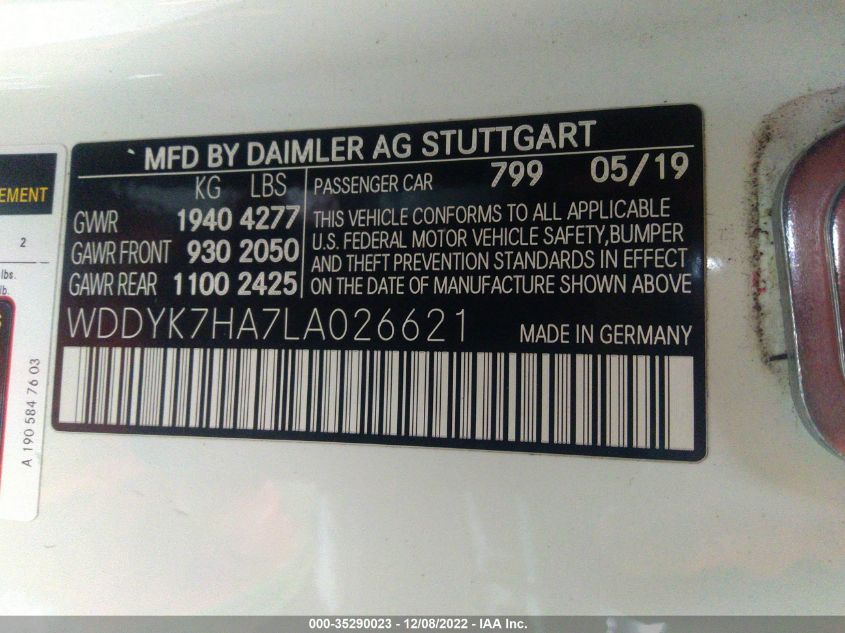 MFD BY DAIMLER AG STUTTGART
KG LBS
GVWR 1940 4277
GAWR FRONT 930 2050
GAWR REAR 1100 2425
PASSENGER CAR 799 05/19
THIS VEHICLE CONFORMS TO ALL APPLICABLE
U.S. FEDERAL MOTOR VEHICLE SAFETY, BUMPER
AND THEFT PREVENTION STANDARDS IN EFFECT
ON THE DATE OF MANUFACTURE SHOWN ABOVE
WDDYK7HA7LA026621 MADE IN GERMANY
EMENT
2
lbs.
lb.
A 190 584 76 03
000-35290023 - 12/08/2022 - IAA Inc.